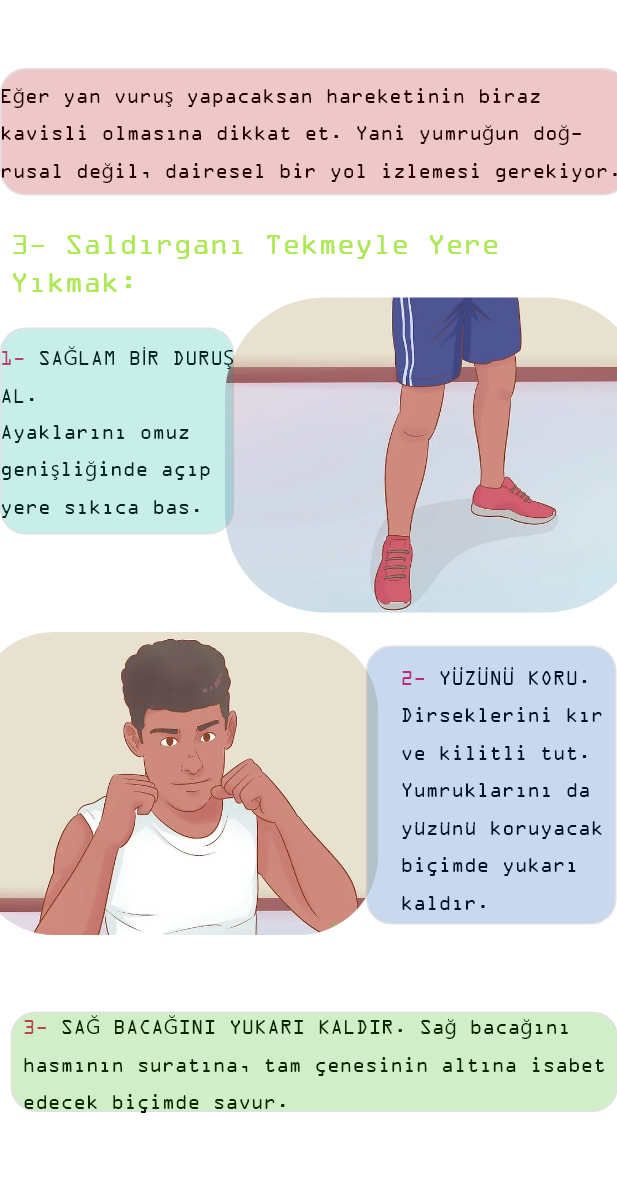 Eğer yan vuruş yapacaksan hareketinin biraz
kavisli olmasına dikkat et. Yani yumruğun doğ-
rusal değil, dairesel bir yol izlemesi gerekiyor.
3- Saldırganı Tekmeyle Yere
Yıkmak:
1- SAĞLAM BİR DURUŞ
AL.
Ayaklarını omuz
genişliğinde açıp
yere sıkıca bas.
2- YÜZÜNÜ KORU.
Dirseklerini kır
ve kilitli tut.
Yumruklarını da
yüzünü koruyacak
biçimde yukarı
kaldır.
3- SAĞ BACAĞINI YUKARI KALDIR. Sağ bacağını
hasmının suratına, tam çenesinin altına isabet
edecek biçimde savur.